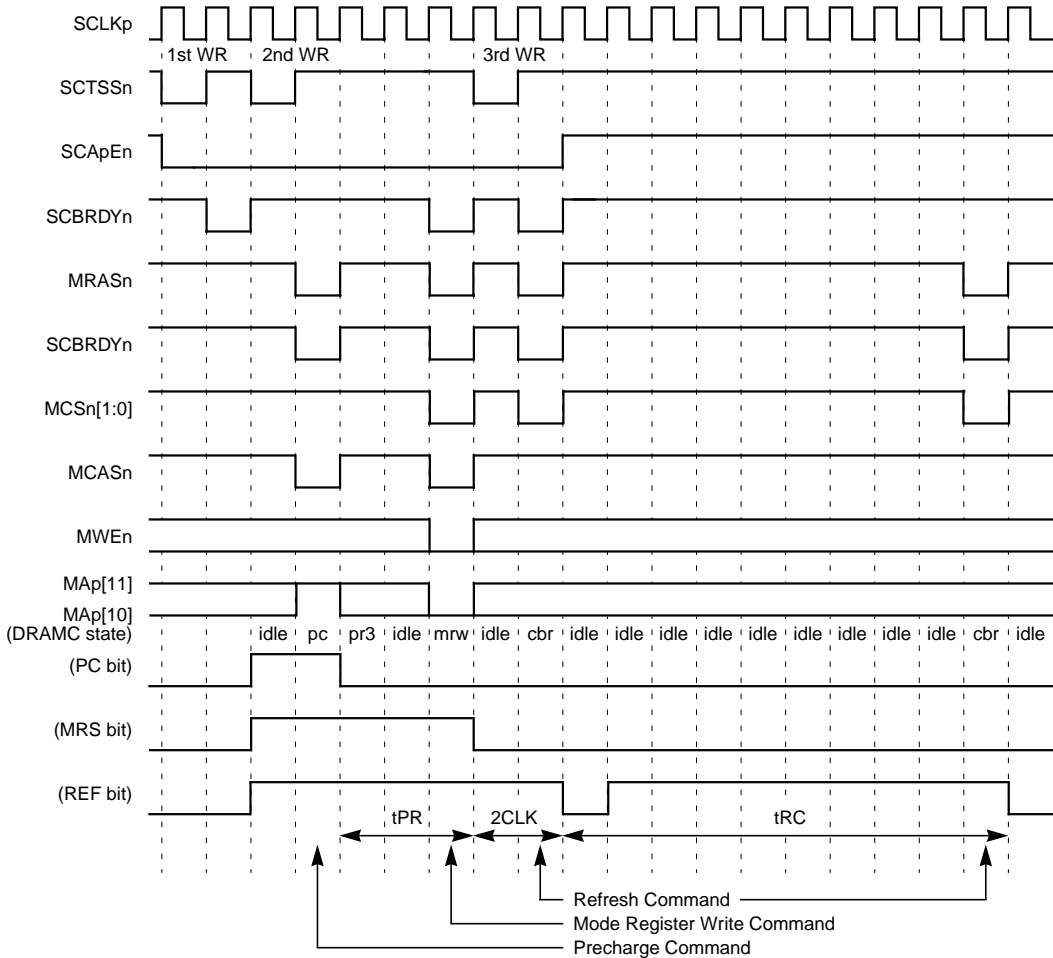 SCLKp
1st WR 2nd WR 3rd WR
SCTSSn
SCApEn
SCBRDYn
MRASn
SCBRDYn
MCSn[1:0]
MCASn
MWEn
MAp[11]
MAp[10]
(DRAMC state) idle pc pr3 idle mrw idle cbr idle idle idle idle idle idle idle idle idle cbr idle
(PC bit)
(MRS bit)
(REF bit)
tPR 2CLK tRC
Refresh Command
Mode Register Write Command
Precharge Command